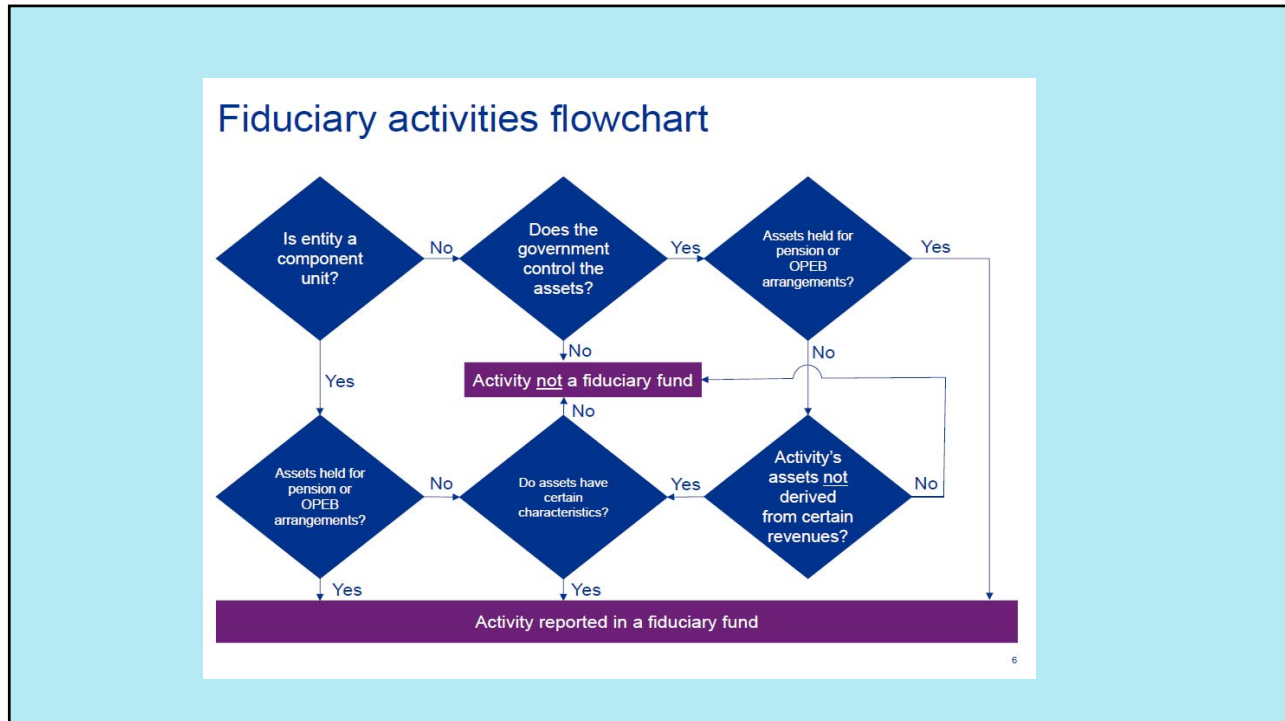 Fiduciary activities flowchart
Is entity a
component
unit?
No
Does the
government
control the
assets?
Yes
Assets held for
pension or
OPEB
arrangements?
Yes
No
No
Activity not a fiduciary fund
Yes
No
Assets held for
pension or
OPEB
arrangements?
No
Do assets have
certain
characteristics?
Yes
Activity's
assets not
derived
from certain
revenues?
No
Yes
Yes
Activity reported in a fiduciary fund
6